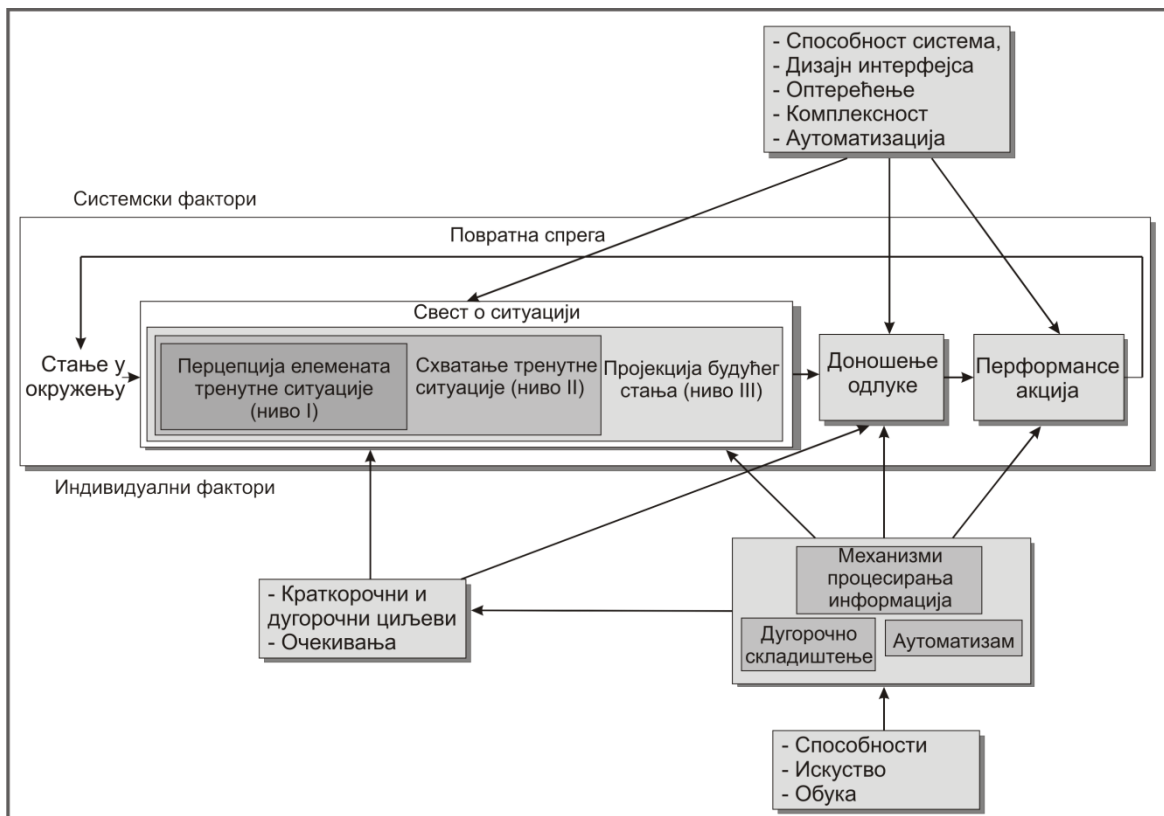 - Способност система,
- Дизајн интерфејса
- Оптерећење
- Комплексност
- Аутоматизација
Системски фактори
Повратна спрега
Свест о ситуацији
Стање у
окружењу
Перцепција елемената
тренутне ситуације
(ниво I)
Схватање тренутне
ситуације (ниво II)
Пројекција будућег
стања (ниво III)
Доношење
одлуке
Перформансе
акција
Индивидуални фактори
- Краткорочни и
дугорочни циљеви
- Очекивања
Механизми
процесирања
информација
Дугорочно
складиштење
Аутоматизам
- Способности
- Искуство
- Обука